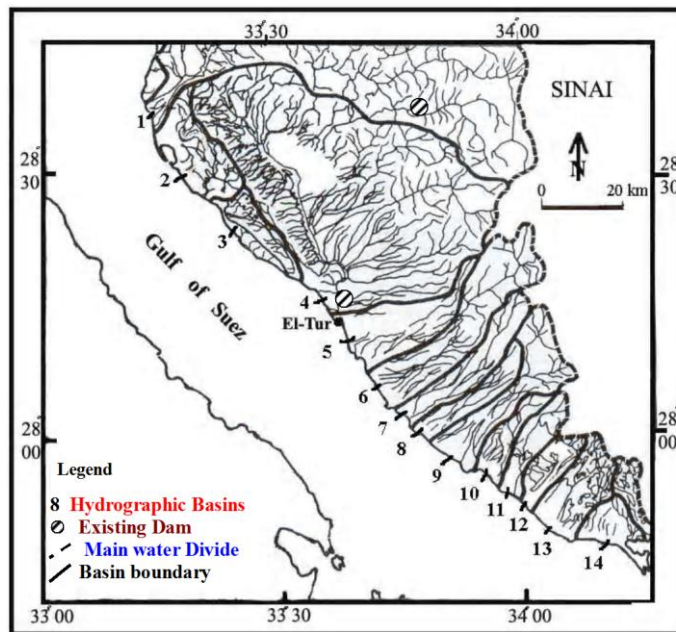 33,30 34,00
SINAI
N
0 20 km
28° 30
28° 30
1
2
3
4
El-Tur
5
6
7
8
9
10
11
12
13
14
Gulf of Suez
28° 00
28° 00
Legend
8 Hydrographic Basins
Existing Dam
Main water Divide
Basin boundary
33°00 33°30 34°00